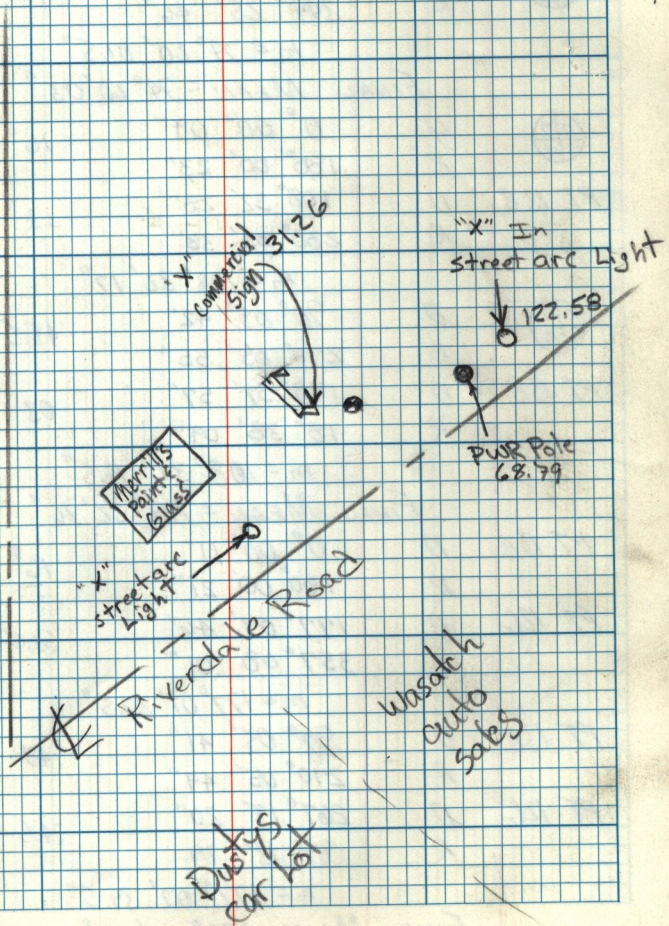 "X"
Commercial
Sign 31.26
"X" In
street arc Light
122.58
PWR Pole
68.79
Merrill's
Paint &
Glass
"X"
street arc
Light
Riverdale Road
℄
Wasatch
auto
sales
Dustys
car Lot